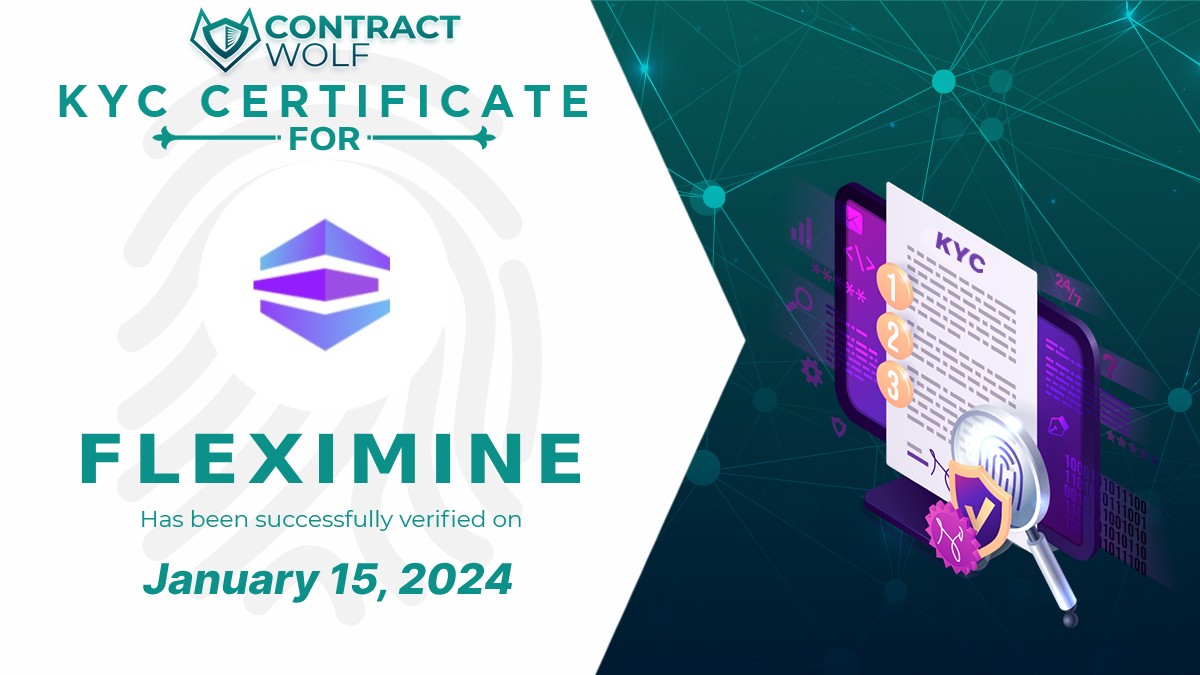 CONTRACT
WOLF
KYC CERTIFICATE
FOR
FLEXIMINE
Has been successfully verified on
January 15, 2024
KYC
1
2
3
24/7